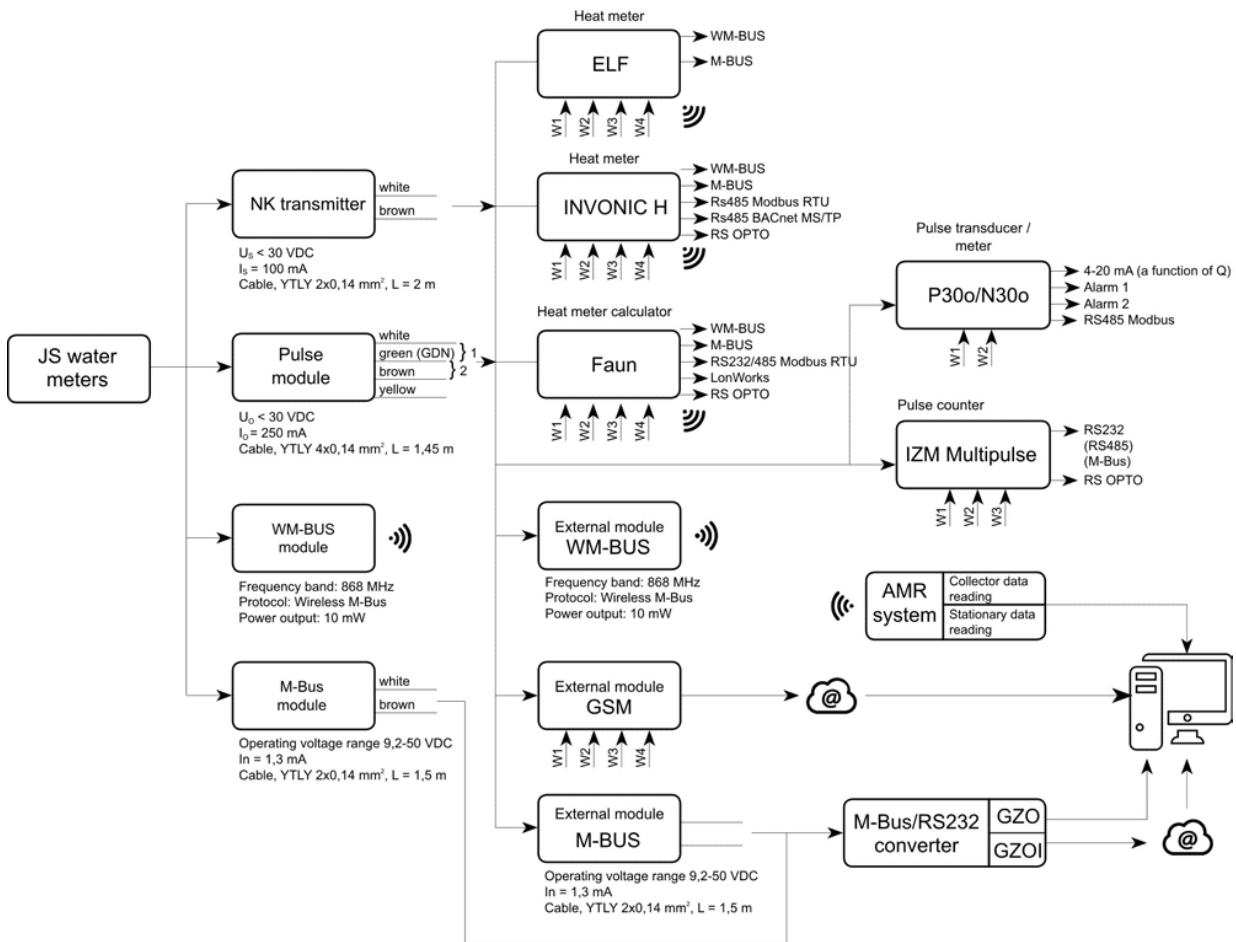 Heat meter
ELF
WM-BUS
M-BUS
W1
W2
W3
W4
Heat meter
INVONIC H
WM-BUS
M-BUS
Rs485 Modbus RTU
Rs485 BACnet MS/TP
RS OPTO
W1
W2
W3
W4
NK transmitter
white
brown
U_S < 30 VDC
I_S = 100 mA
Cable, YTLY 2x0,14 mm², L = 2 m
Pulse transducer /
meter
P30o/N30o
4-20 mA (a function of Q)
Alarm 1
Alarm 2
RS485 Modbus
W1
W2
JS water
meters
Pulse
module
white
green (GDN)
brown
yellow
} 1
} 2
U_O < 30 VDC
I_O = 250 mA
Cable, YTLY 4x0,14 mm², L = 1,45 m
Heat meter calculator
Faun
WM-BUS
M-BUS
RS232/485 Modbus RTU
LonWorks
RS OPTO
W1
W2
W3
W4
Pulse counter
IZM Multipulse
RS232
(RS485)
(M-Bus)
RS OPTO
W1
W2
W3
WM-BUS
module
Frequency band: 868 MHz
Protocol: Wireless M-Bus
Power output: 10 mW
External module
WM-BUS
Frequency band: 868 MHz
Protocol: Wireless M-Bus
Power output: 10 mW
AMR
system
Collector data
reading
Stationary data
reading
M-Bus
module
white
brown
Operating voltage range 9,2-50 VDC
In = 1,3 mA
Cable, YTLY 2x0,14 mm², L = 1,5 m
External module
GSM
W1
W2
W3
W4
@
External module
M-BUS
Operating voltage range 9,2-50 VDC
In = 1,3 mA
Cable, YTLY 2x0,14 mm², L = 1,5 m
M-Bus/RS232
converter
GZO
GZOI
@